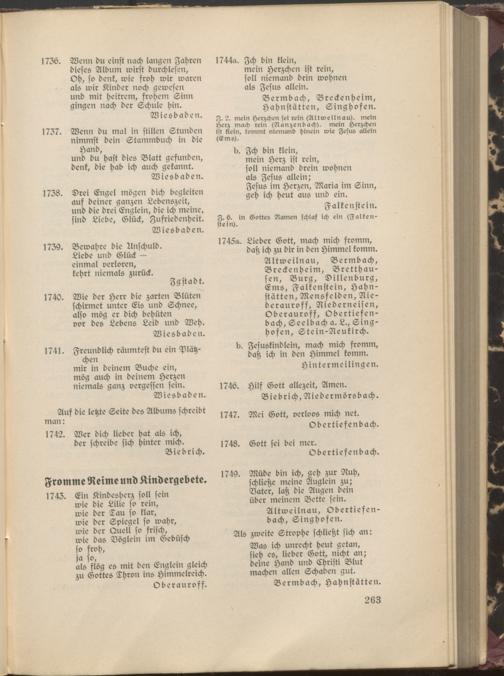 1736. Wenn du einst nach langen Jahren
dieses Album wirst durchlesen,
Oh, so denk, wie froh wir waren
als wir Kinder noch gewesen
und mit heitrem, frohem Sinn
gingen nach der Schule hin.
Wiesbaden.
1737. Wenn du mal in stillen Stunden
nimmst dein Stammbuch in die
Hand,
und du hast dies Blatt gefunden,
denk, die hab ich auch gekannt.
Wiesbaden.
1738. Drei Engel mögen dich begleiten
auf deiner ganzen Lebenszeit,
und die drei Englein, die ich meine,
sind Liebe, Glück, Zufriedenheit.
Wiesbaden.
1739. Bewahre die Unschuld.
Liebe und Glück —
einmal verloren,
kehrt niemals zurück.
Igstadt.
1740. Wie der Herr die zarten Blüten
schirmet unter Eis und Schnee,
also mög er dich behüten
vor des Lebens Leid und Weh.
Wiesbaden.
1741. Freundlich räumtest du ein Plätz-
chen
mir in deinem Buche ein,
mög auch in deinem Herzen
niemals ganz vergessen sein.
Wiesbaden.
Auf die letzte Seite des Albums schreibt
man:
1742. Wer dich lieber hat als ich,
der schreibe sich hinter mich.
Biebrich.
Fromme Reime und Kindergebete.
1743. Ein Kindesherz soll sein
wie die Lilie so rein,
wie der Tau so klar,
wie der Spiegel so wahr,
wie der Quell so frisch,
wie das Vöglein im Gebüsch
so froh,
ja so,
als flög es mit den Englein gleich
zu Gottes Thron ins Himmelreich.
Oberauroff.
1744a. Ich bin klein,
mein Herzchen ist rein,
soll niemand drin wohnen
als Jesus allein.
Bermbach, Breckenheim,
Hahnstätten, Singhofen.
Z. 2. mein Herzchen sei rein (Altweilnau). mein
Herz mach rein (Ranzenbach). mein Herzchen
ist klein, kommt niemand hinein wie Jesus allein
(Ems).
b. Ich bin klein,
mein Herz ist rein,
soll niemand drein wohnen
als Jesus allein;
Jesus im Herzen, Maria im Sinn,
geh ich heut aus und ein.
Falkenstein.
Z. 6. in Gottes Namen schlaf ich ein (Falken-
stein).
1745a. Lieber Gott, mach mich fromm,
daß ich zu dir in den Himmel komm.
Altweilnau, Bermbach,
Breckenheim, Bretthau-
sen, Burg, Dillenburg,
Ems, Falkenstein, Hahn-
stätten, Mensfelden, Nie-
derauroff, Niederneisen,
Oberauroff, Obertiefen-
bach, Seelbach a. L., Sing-
hofen, Stein-Neukirch.
b. Jesuskindlein, mach mich fromm,
daß ich in den Himmel komm.
Hintermeilingen.
1746. Hilf Gott allezeit, Amen.
Biebrich, Niedermörsbach.
1747. Mei Gott, verloos mich net.
Obertiefenbach.
1748. Gott sei bei mer.
Obertiefenbach.
1749. Müde bin ich, geh zur Ruh,
schließe meine Äuglein zu;
Vater, laß die Augen dein
über meinem Bette sein.
Altweilnau, Obertiefen-
bach, Singhofen.
Als zweite Strophe schließt sich an:
Was ich unrecht heut getan,
sieh es, lieber Gott, nicht an;
deine Hand und Christi Blut
machen allen Schaden gut.
Bermbach, Hahnstätten.
263